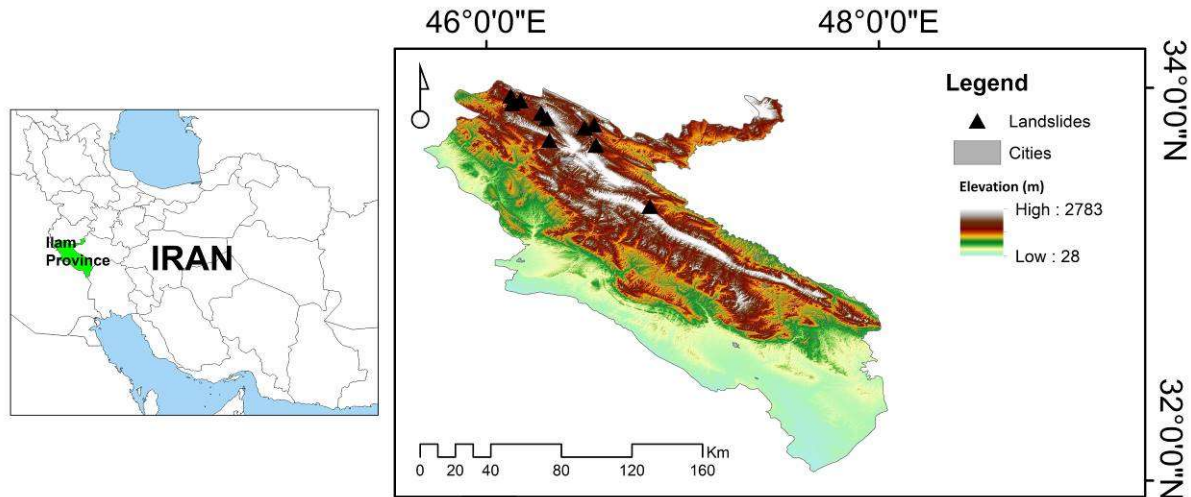 46°0'0"E
48°0'0"E
34°0'0"N
32°0'0"N
Ilam
Province
IRAN
Legend
Landslides
Cities
Elevation (m)
High : 2783
Low : 28
Km
0 20 40 80 120 160